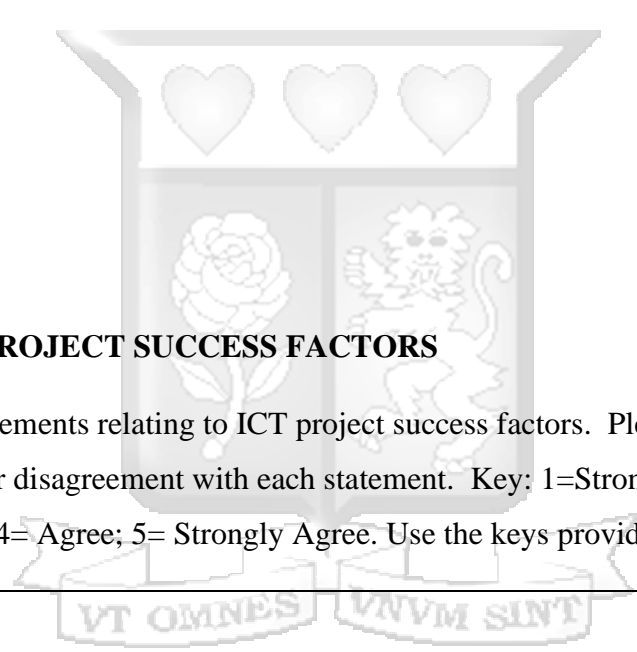 ROJECT SUCCESS FACTORS
ements relating to ICT project success factors.  Ple
r disagreement with each statement.  Key: 1=Stron
4= Agree; 5= Strongly Agree. Use the keys provid
VT OMNES VNVM SINT